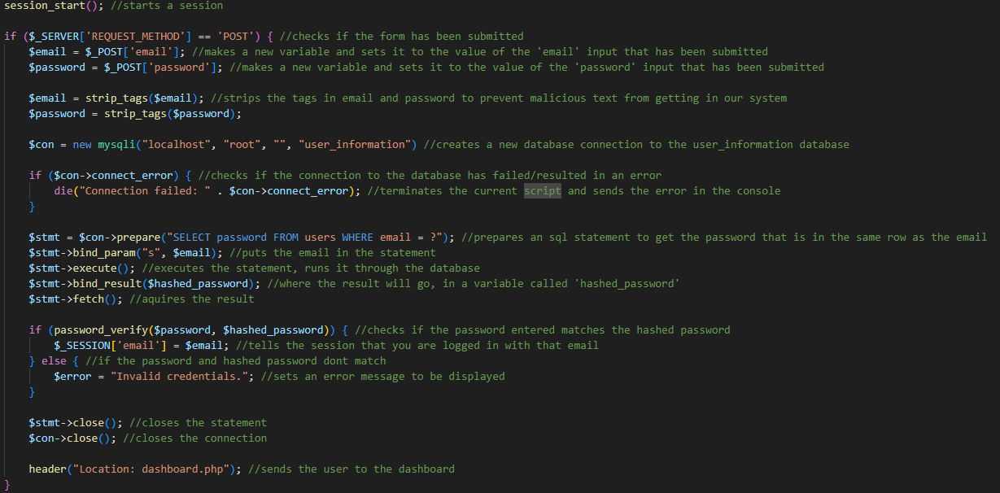 session_start(); //starts a session
if ($_SERVER['REQUEST_METHOD'] == 'POST') { //checks if the form has been submitted
$email = $_POST['email']; //makes a new variable and sets it to the value of the 'email' input that has been submitted
$password = $_POST['password']; //makes a new variable and sets it to the value of the 'password' input that has been submitted
$email = strip_tags($email); //strips the tags in email and password to prevent malicious text from getting in our system
$password = strip_tags($password);
$con = new mysqli("localhost", "root", "", "user_information") //creates a new database connection to the user_information database
if ($con->connect_error) { //checks if the connection to the database has failed/resulted in an error
die("Connection failed: " . $con->connect_error); //terminates the current script and sends the error in the console
}
$stmt = $con->prepare("SELECT password FROM users WHERE email = ?"); //prepares an sql statement to get the password that is in the same row as the email
$stmt->bind_param("s", $email); //puts the email in the statement
$stmt->execute(); //executes the statement, runs it through the database
$stmt->bind_result($hashed_password); //where the result will go, in a variable called 'hashed_password'
$stmt->fetch(); //aquires the result
if (password_verify($password, $hashed_password)) { //checks if the password entered matches the hashed password
$_SESSION['email'] = $email; //tells the session that you are logged in with that email
} else { //if the password and hashed password dont match
$error = "Invalid credentials."; //sets an error message to be displayed
}
$stmt->close(); //closes the statement
$con->close(); //closes the connection
header("Location: dashboard.php"); //sends the user to the dashboard
}